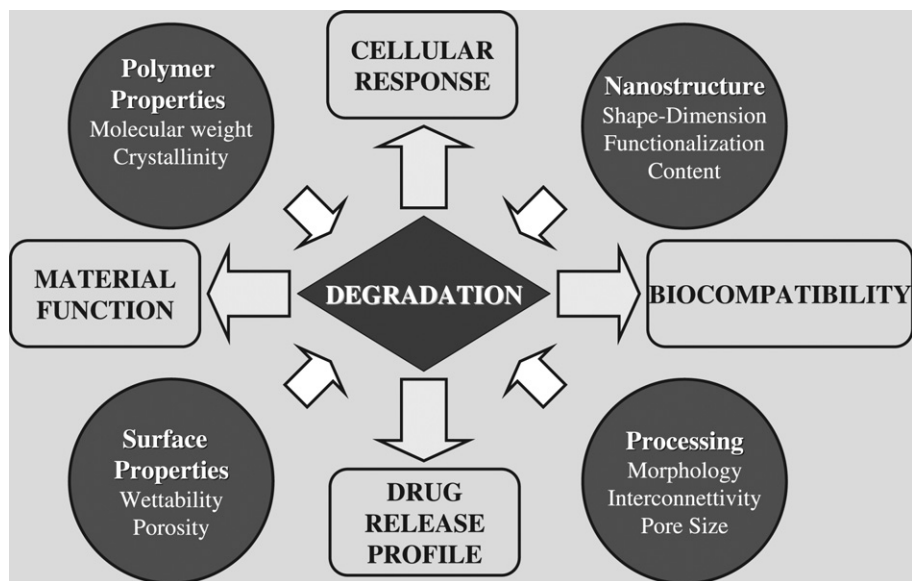 CELLULAR
RESPONSE
Polymer
Properties
Molecular weight
Crystallinity
Nanostructure
Shape-Dimension
Functionalization
Content
MATERIAL
FUNCTION
DEGRADATION
BIOCOMPATIBILITY
Surface
Properties
Wettability
Porosity
DRUG
RELEASE
PROFILE
Processing
Morphology
Interconnettivity
Pore Size